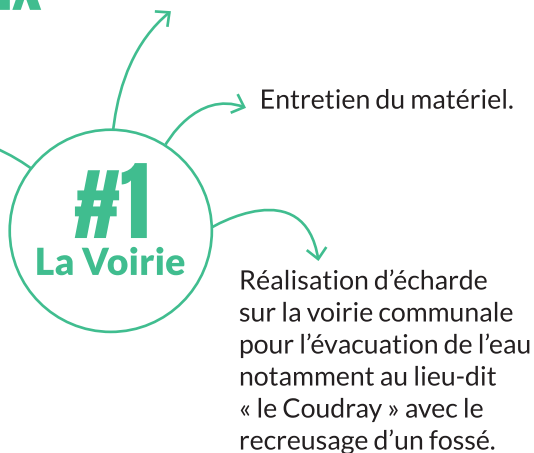 Entretien du matériel.
#1
La Voirie
Réalisation d’écharde
sur la voirie communale
pour l’évacuation de l’eau
notamment au lieu-dit
« le Coudray » avec le
recreusage d’un fossé.